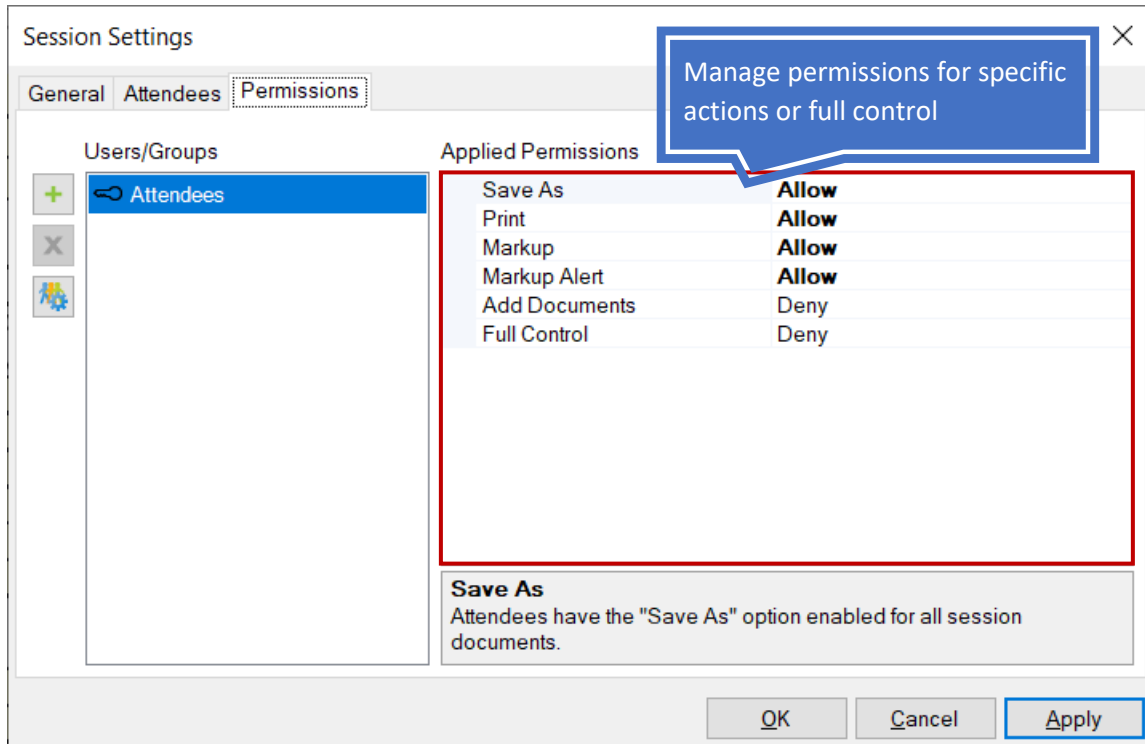 Session Settings
Manage permissions for specific
actions or full control
General Attendees Permissions
Users/Groups
Applied Permissions
Attendees
Save As Allow
Print Allow
Markup Allow
Markup Alert Allow
Add Documents Deny
Full Control Deny
Save As
Attendees have the "Save As" option enabled for all session
documents.
OK Cancel Apply